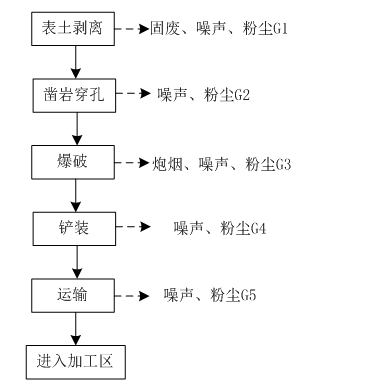 表土剥离
固废、噪声、粉尘G1
凿岩穿孔
噪声、粉尘G2
爆破
炮烟、噪声、粉尘G3
铲装
噪声、粉尘G4
运输
噪声、粉尘G5
进入加工区